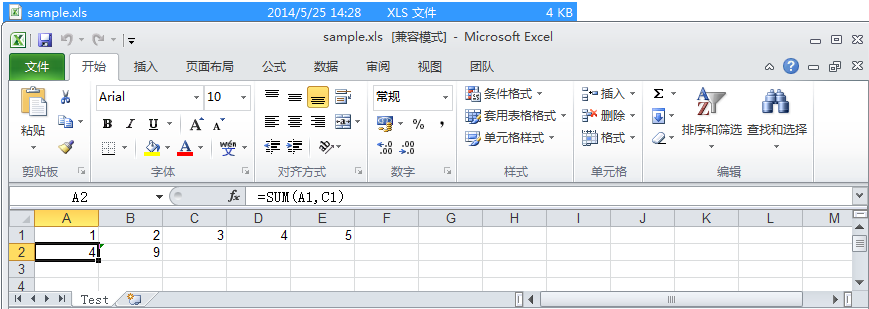 sample.xls 2014/5/25 14:28 XLS 文件 4 KB
sample.xls [兼容模式] - Microsoft Excel
文件 开始 插入 页面布局 公式 数据 审阅 视图 团队
Arial 10 常规 条件格式 插入 Σ
粘贴 B I U A A % , 套用表格格式 删除 排序和筛选 查找和选择
A wén 文 .00 .00 单元格样式 格式
剪贴板 字体 对齐方式 数字 样式 单元格 编辑
A2 fx =SUM(A1,C1)
A B C D E F G H I J K L M
1 1 2 3 4 5
2 4 9
3
4
Test